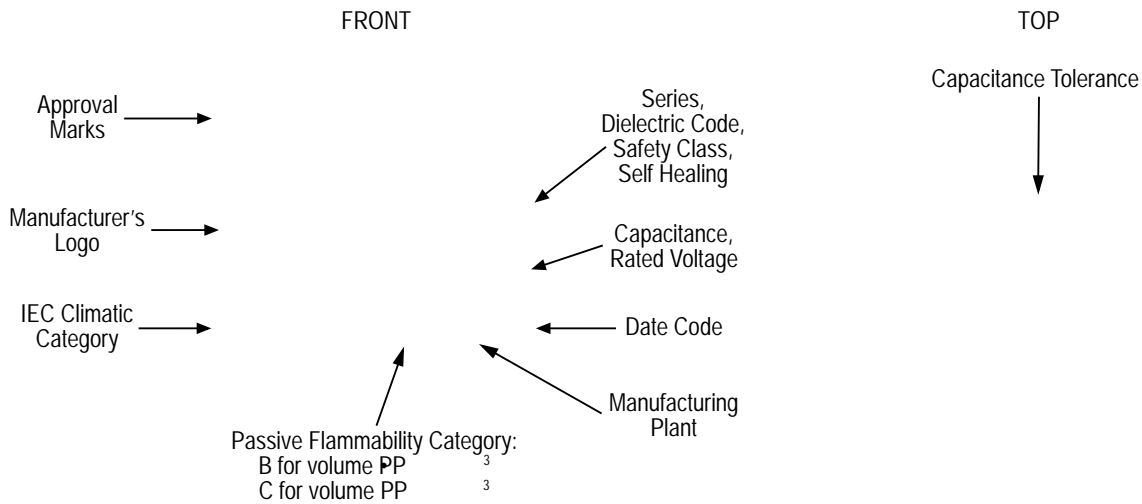 FRONT
TOP
Capacitance Tolerance
Approval
Marks
Series,
Dielectric Code,
Safety Class,
Self Healing
Manufacturer's
Logo
Capacitance,
Rated Voltage
IEC Climatic
Category
Date Code
Manufacturing
Plant
Passive Flammability Category:
B for volume PP 3
C for volume PP 3